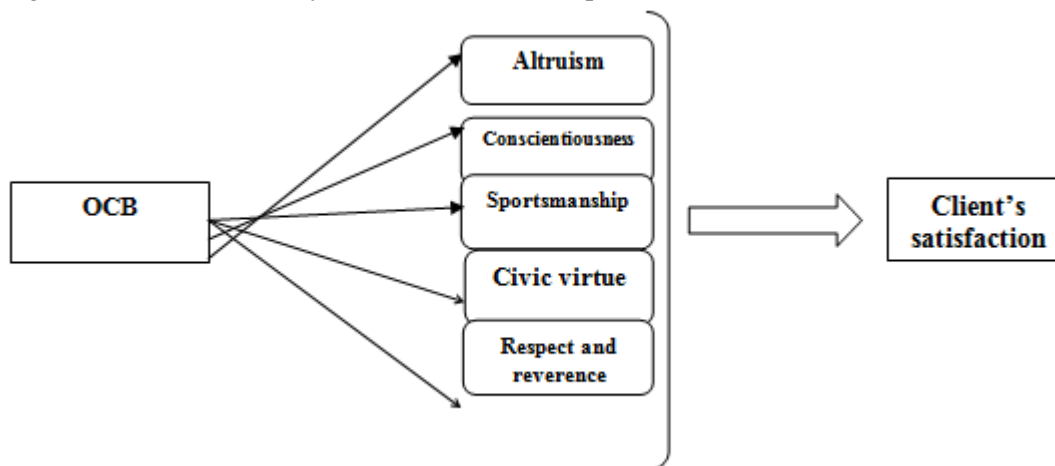 OCB
Altruism
Conscientiousness
Sportsmanship
Civic virtue
Respect and
reverence
Client’s
satisfaction